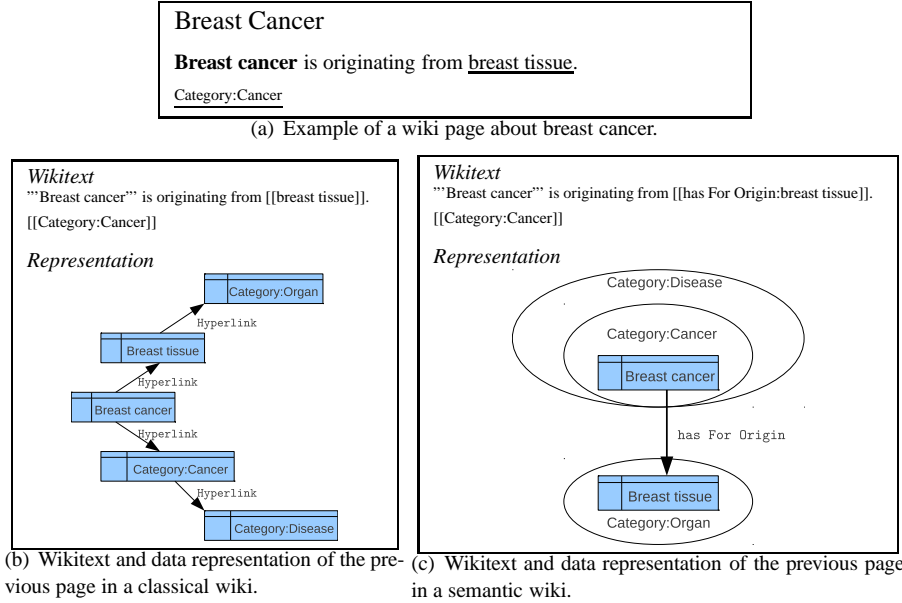 Breast Cancer
Breast cancer is originating from breast tissue.
Category:Cancer
(a) Example of a wiki page about breast cancer.
Wikitext
"'Breast cancer"' is originating from [[breast tissue]].
[[Category:Cancer]]
Representation
Category:Organ
Hyperlink
Breast tissue
Hyperlink
Breast cancer
Hyperlink
Category:Cancer
Hyperlink
Category:Disease
(b) Wikitext and data representation of the pre-
vious page in a classical wiki.
Wikitext
"'Breast cancer"' is originating from [[has For Origin:breast tissue]].
[[Category:Cancer]]
Representation
Category:Disease
Category:Cancer
Breast cancer
has For Origin
Breast tissue
Category:Organ
(c) Wikitext and data representation of the previous page
in a semantic wiki.